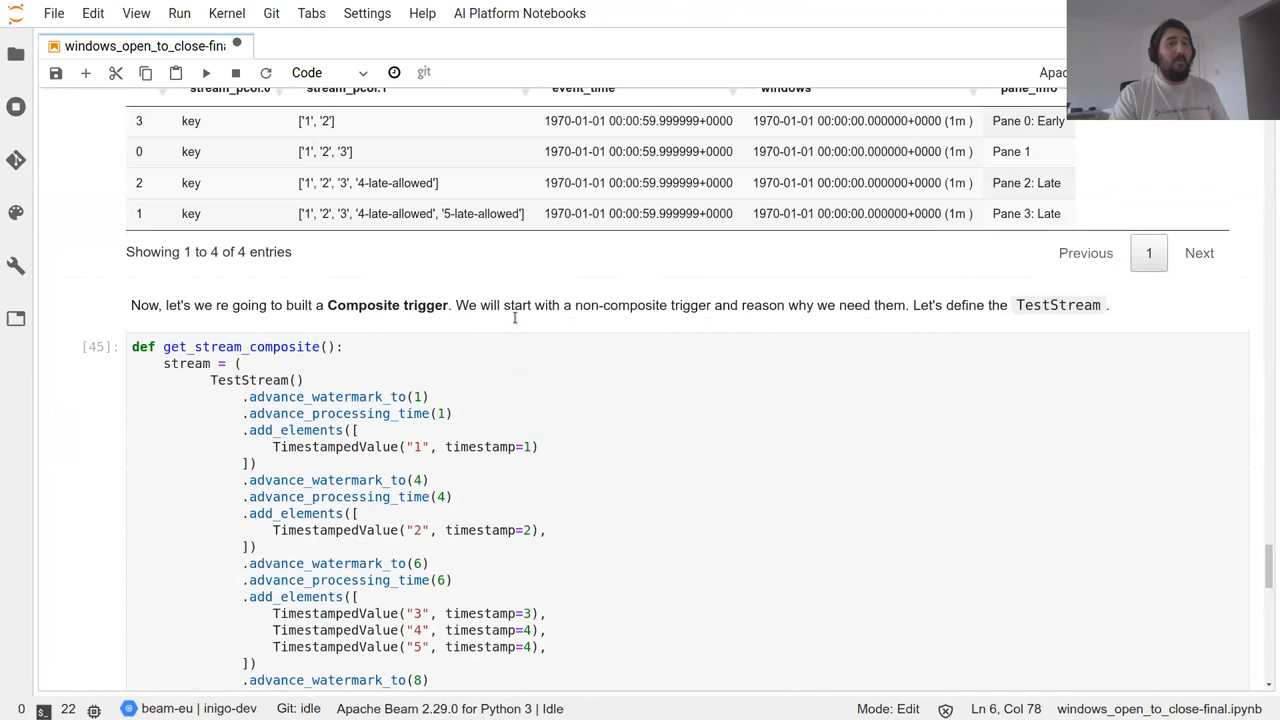 File Edit View Run Kernel Git Tabs Settings Help AI Platform Notebooks
windows_open_to_close-fina
Code git Apac
stream_pcol.0 stream_pcol.1 event_time windows pane_info
3 key ['1', '2'] 1970-01-01 00:00:59.999999+0000 1970-01-01 00:00:00.000000+0000 (1m ) Pane 0: Early
0 key ['1', '2', '3'] 1970-01-01 00:00:59.999999+0000 1970-01-01 00:00:00.000000+0000 (1m ) Pane 1
2 key ['1', '2', '3', '4-late-allowed'] 1970-01-01 00:00:59.999999+0000 1970-01-01 00:00:00.000000+0000 (1m ) Pane 2: Late
1 key ['1', '2', '3', '4-late-allowed', '5-late-allowed'] 1970-01-01 00:00:59.999999+0000 1970-01-01 00:00:00.000000+0000 (1m ) Pane 3: Late
Showing 1 to 4 of 4 entries Previous 1 Next
Now, let's we re going to built a Composite trigger. We will start with a non-composite trigger and reason why we need them. Let's define the TestStream .
[45]: def get_stream_composite():
stream = (
TestStream()
.advance_watermark_to(1)
.advance_processing_time(1)
.add_elements([
TimestampedValue("1", timestamp=1)
])
.advance_watermark_to(4)
.advance_processing_time(4)
.add_elements([
TimestampedValue("2", timestamp=2),
])
.advance_watermark_to(6)
.advance_processing_time(6)
.add_elements([
TimestampedValue("3", timestamp=3),
TimestampedValue("4", timestamp=4),
TimestampedValue("5", timestamp=4),
])
.advance_watermark_to(8)
0 22 beam-eu | inigo-dev Git: idle Apache Beam 2.29.0 for Python 3 | Idle Mode: Edit Ln 6, Col 78 windows_open_to_close-final.ipynb